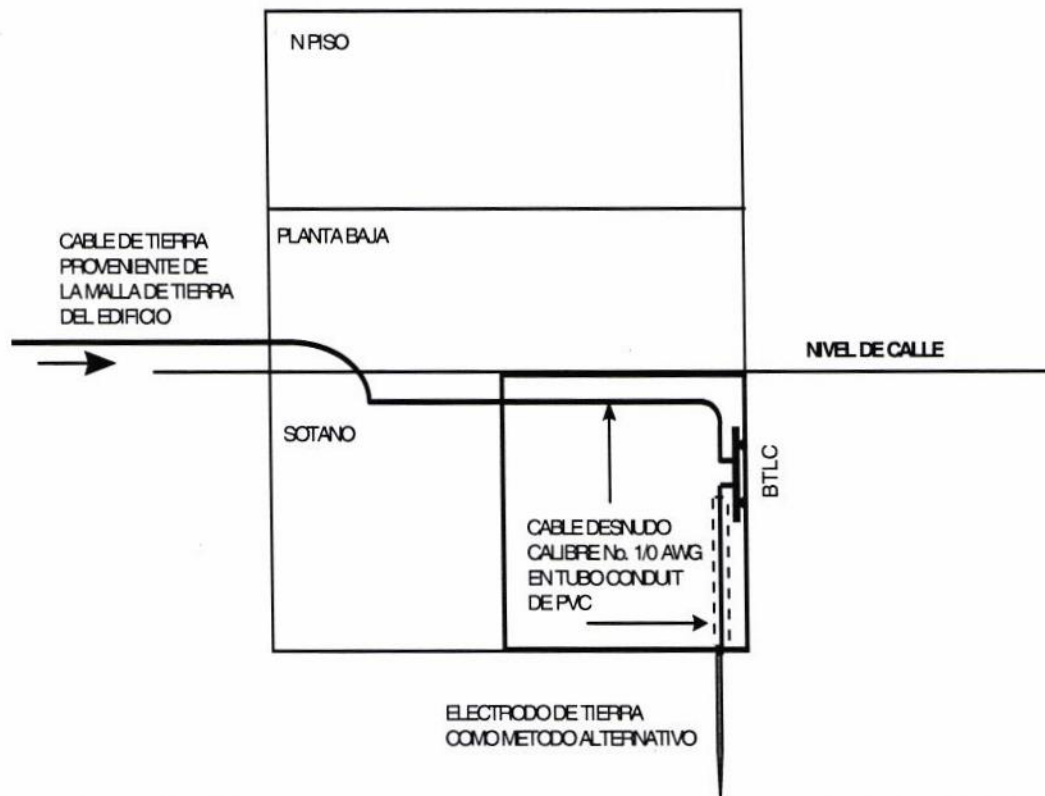 N PISO
PLANTA BAJA
CABLE DE TIERRA
PROVENIENTE DE
LA MALLA DE TIERRA
DEL EDIFICIO
NIVEL DE CALLE
SOTANO
BTLC
CABLE DESNUDO
CALIBRE No. 1/0 AWG
EN TUBO CONDUIT
DE PVC
ELECTRODO DE TIERRA
COMO METODO ALTERNATIVO